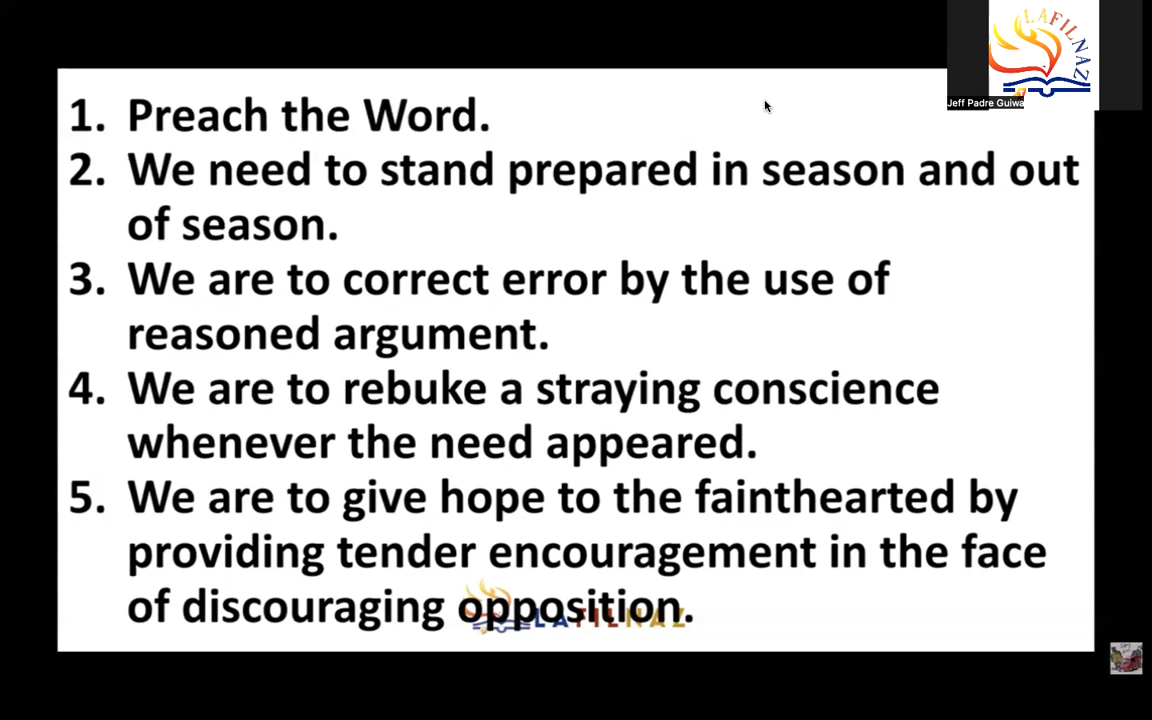 LAFILNAZ
Jeff Padre Guiwa
1. Preach the Word.
2. We need to stand prepared in season and out
of season.
3. We are to correct error by the use of
reasoned argument.
4. We are to rebuke a straying conscience
whenever the need appeared.
5. We are to give hope to the fainthearted by
providing tender encouragement in the face
of discouraging opposition.
LAFILNAZ